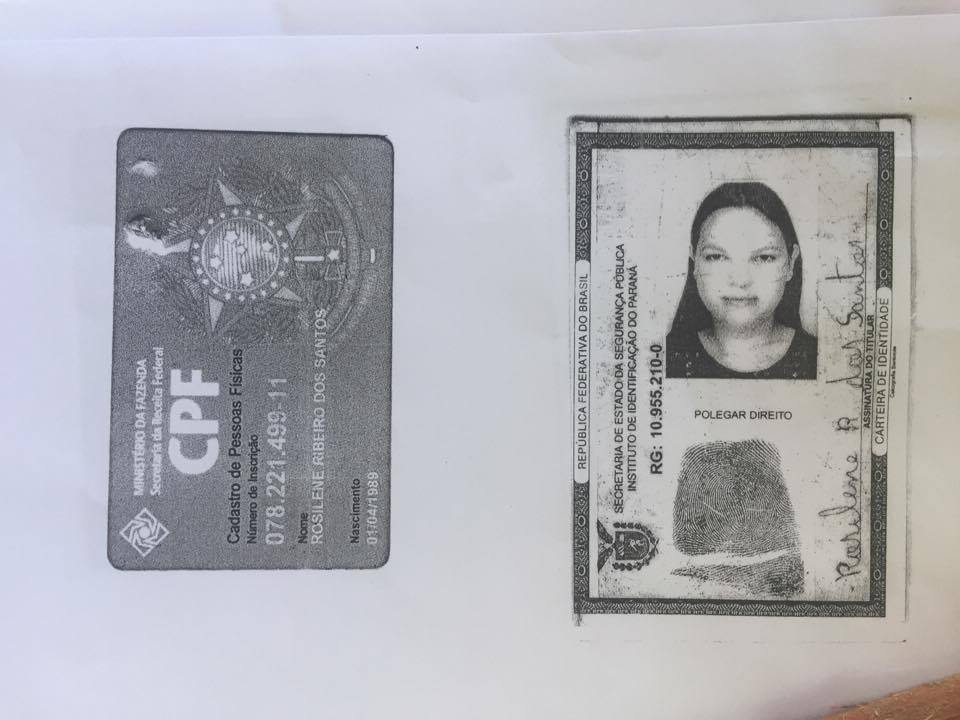 MINISTÉRIO DA FAZENDA
Secretaria da Receita Federal
CPF
Cadastro de Pessoas Físicas
Número de Inscrição
078.221.499-11
Nome
ROSILENE RIBEIRO DOS SANTOS
Nascimento
01/04/1989
REPÚBLICA FEDERATIVA DO BRASIL
SECRETARIA DE ESTADO DA SEGURANÇA PÚBLICA
INSTITUTO DE IDENTIFICAÇÃO DO PARANÁ
RG: 10.955.210-0
POLEGAR DIREITO
Rosilene R dos Santos
ASSINATURA DO TITULAR
CARTEIRA DE IDENTIDADE